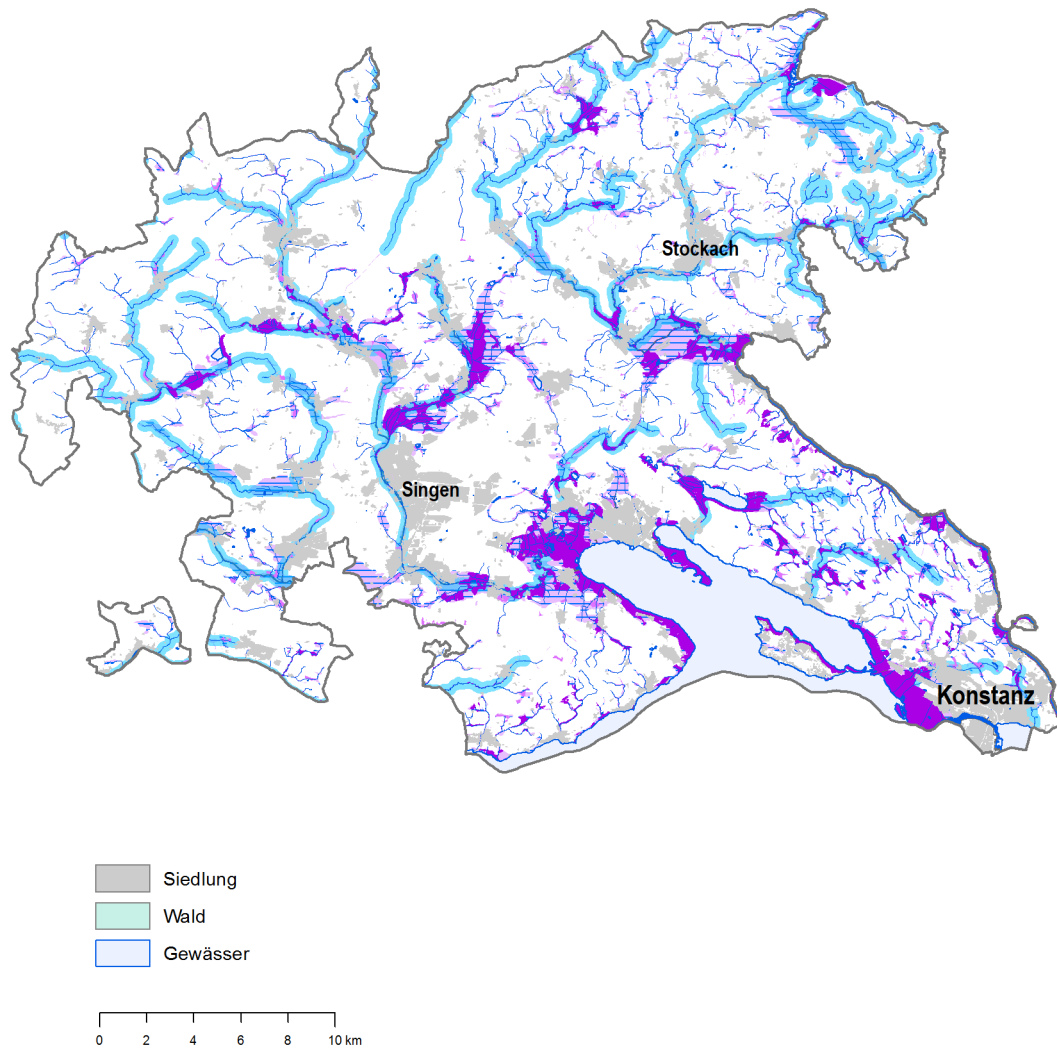 Stockach
Singen
Konstanz
Siedlung
Wald
Gewässer
0 2 4 6 8 10 km